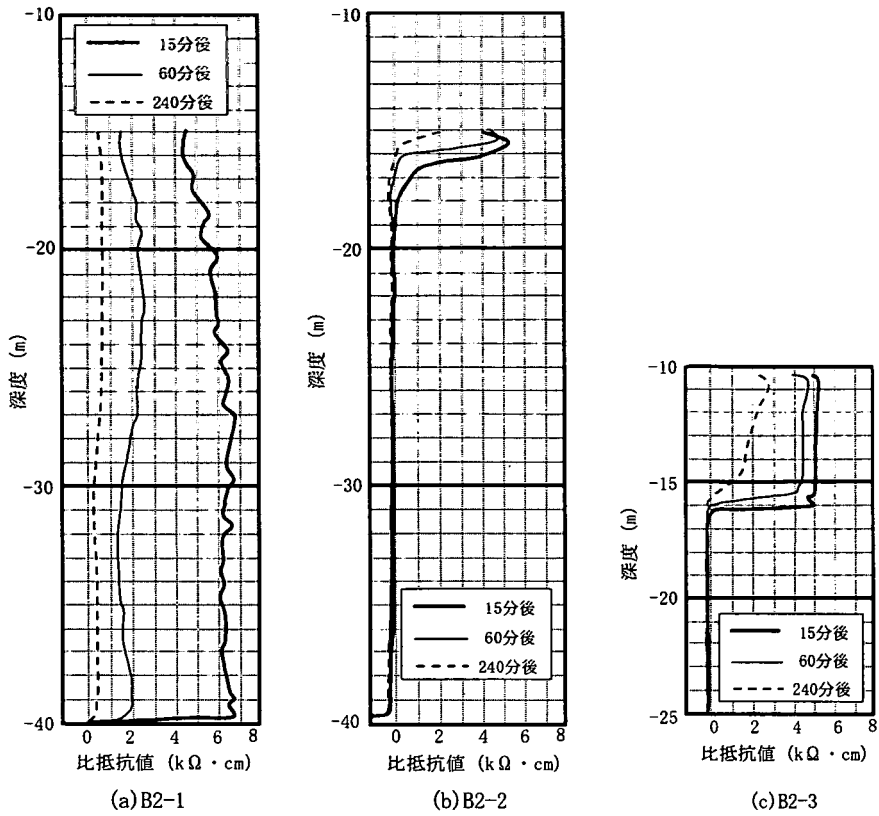 -10
15分後
60分後
240分後
-20
-30
-40
深度 (m)
0 2 4 6 8
比抵抗値 (kΩ・cm)
(a)B2-1
-10
-20
-30
-40
深度 (m)
15分後
60分後
240分後
0 2 4 6 8
比抵抗値 (kΩ・cm)
(b)B2-2
-10
-15
-20
-25
深度 (m)
15分後
60分後
240分後
0 2 4 6 8
比抵抗値 (kΩ・cm)
(c)B2-3